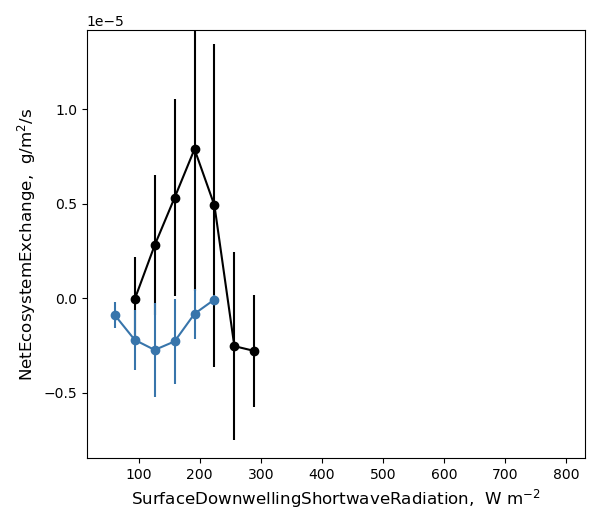 1e−5
1.0
0.5
0.0
−0.5
NetEcosystemExchange, g/m²/s
100 200 300 400 500 600 700 800
SurfaceDownwellingShortwaveRadiation, W m⁻²